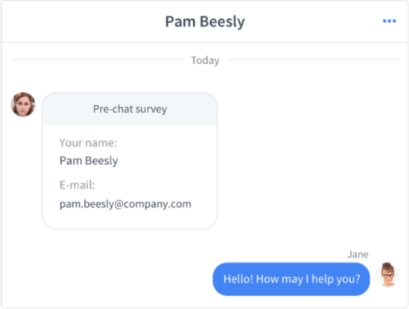 Pam Beesly
Today
Pre-chat survey
Your name:
Pam Beesly
E-mail:
pam.beesly@company.com
Jane
Hello! How may I help you?